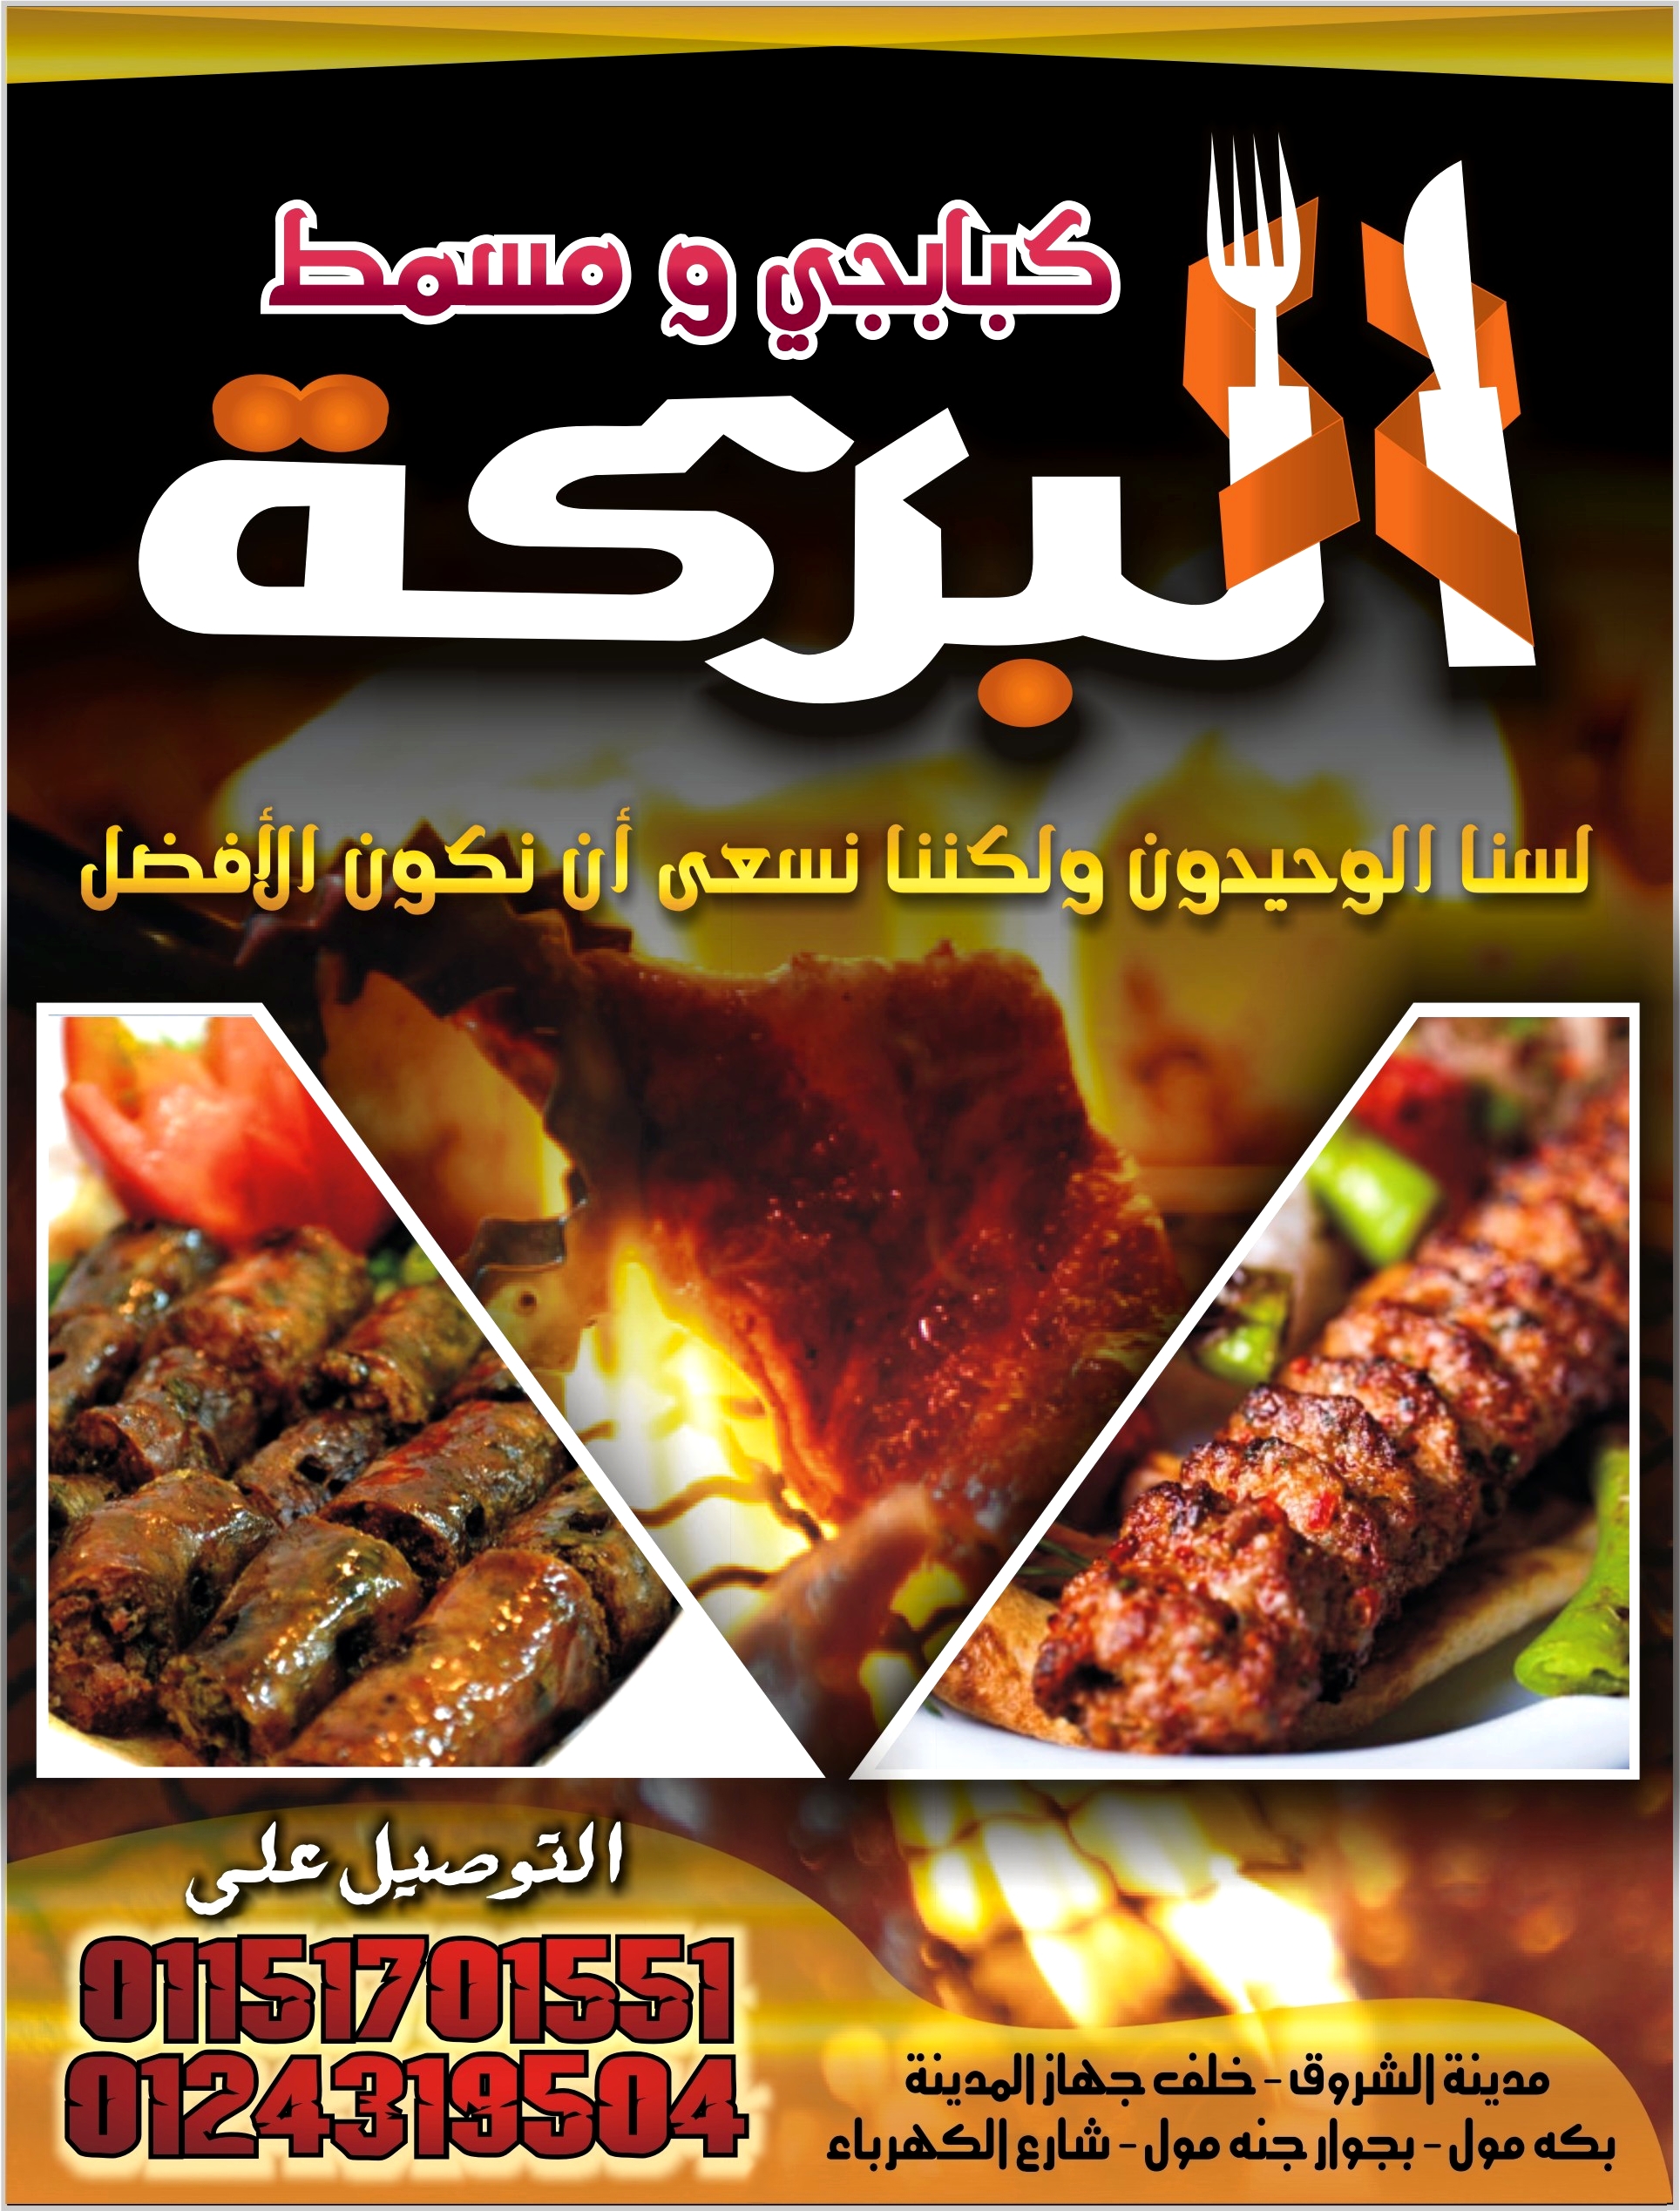 كبابجي و مسمط
البركة
لسنا الوحيدون ولكننا نسعى أن نكون الأفضل
التوصيل على
01151701551
0124319504
مدينة الشروق - خلف جهاز المدينة
بكه مول - بجوار جنه مول - شارع الكهرباء